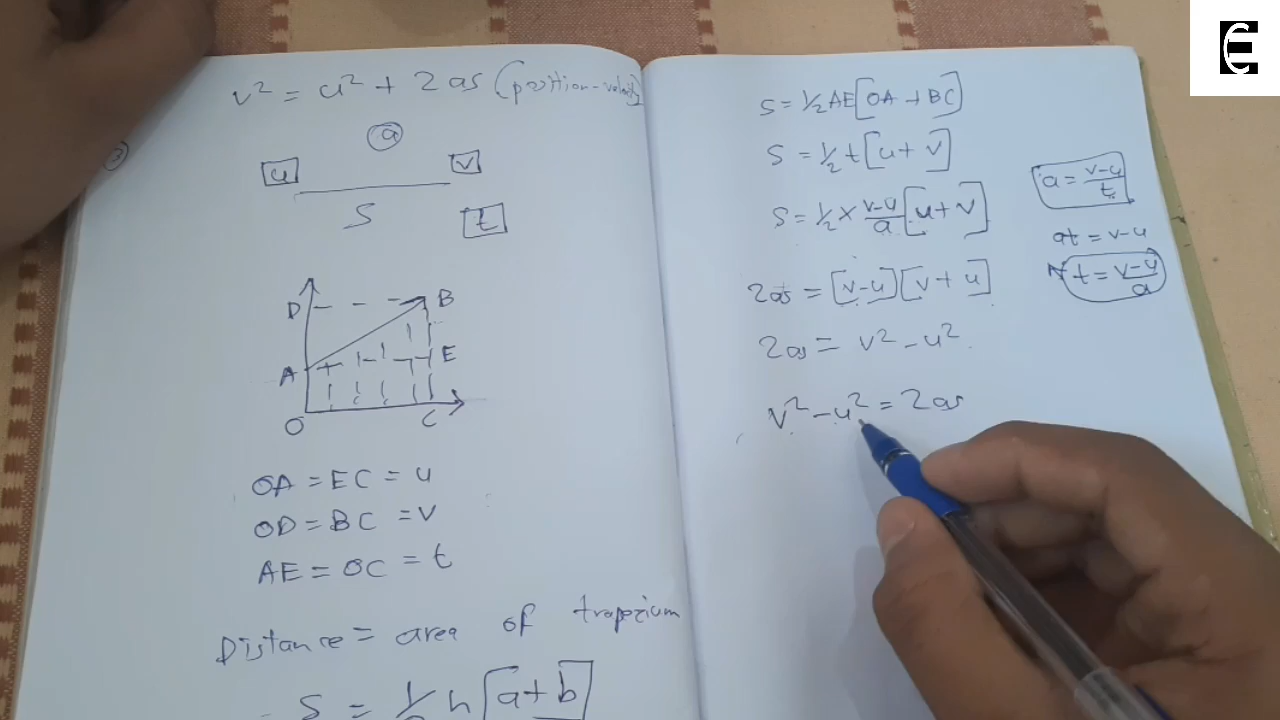 v² = u² + 2as (position-velocity
③
ⓐ
u
v
S
t
D
B
A
E
O
C
OA = EC = u
OD = BC = v
AE = OC = t
Distance = area of trapezium
S = 1/2 h [a+b]
S = 1/2 AE [OA + BC]
S = 1/2 t [u + v]
S = 1/2 × v-u/a [u + v]
2as = [v-u] [v + u]
2as = v² - u²
v² - u² = 2as
a = v-u/t
at = v-u
t = v-u/a
E